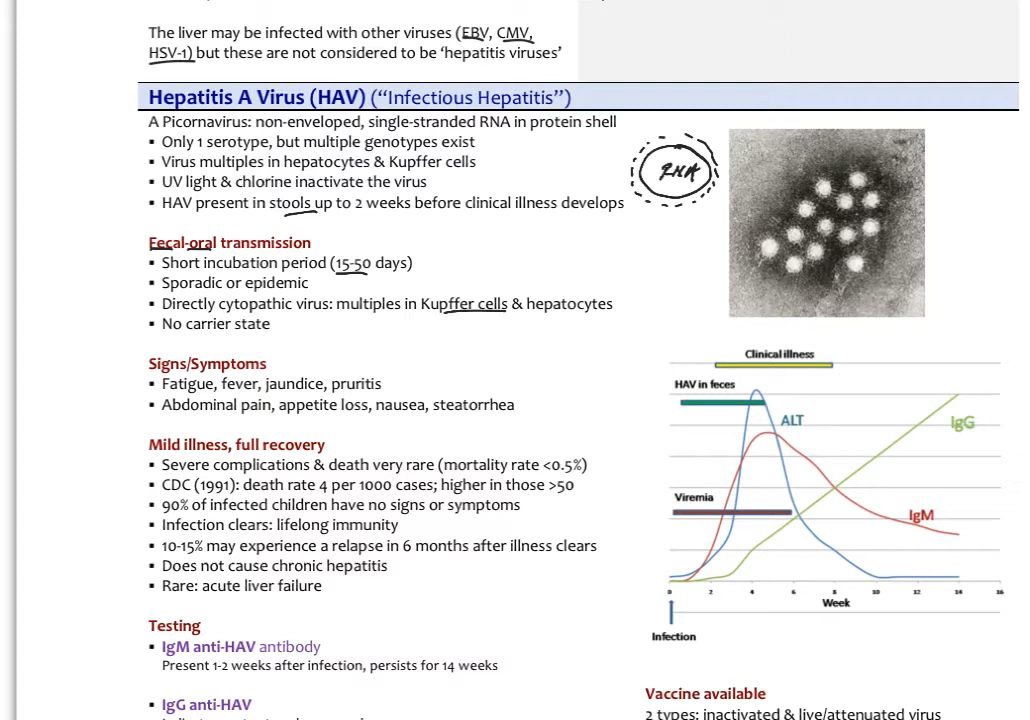 The liver may be infected with other viruses (EBV, CMV,
HSV-1) but these are not considered to be ‘hepatitis viruses’
Hepatitis A Virus (HAV) (“Infectious Hepatitis”)
A Picornavirus: non-enveloped, single-stranded RNA in protein shell
▪ Only 1 serotype, but multiple genotypes exist
▪ Virus multiples in hepatocytes & Kupffer cells
▪ UV light & chlorine inactivate the virus
▪ HAV present in stools up to 2 weeks before clinical illness develops
RNA
Fecal-oral transmission
▪ Short incubation period (15-50 days)
▪ Sporadic or epidemic
▪ Directly cytopathic virus: multiples in Kupffer cells & hepatocytes
▪ No carrier state
Signs/Symptoms
▪ Fatigue, fever, jaundice, pruritis
▪ Abdominal pain, appetite loss, nausea, steatorrhea
Mild illness, full recovery
▪ Severe complications & death very rare (mortality rate <0.5%)
▪ CDC (1991): death rate 4 per 1000 cases; higher in those >50
▪ 90% of infected children have no signs or symptoms
▪ Infection clears: lifelong immunity
▪ 10-15% may experience a relapse in 6 months after illness clears
▪ Does not cause chronic hepatitis
▪ Rare: acute liver failure
Testing
▪ IgM anti-HAV antibody
Present 1-2 weeks after infection, persists for 14 weeks
▪ IgG anti-HAV
Clinical illness
HAV in feces
ALT
IgG
Viremia
IgM
0 2 4 6 8 10 12 14 16
Week
Infection
Vaccine available
2 types: inactivated & live/attenuated virus